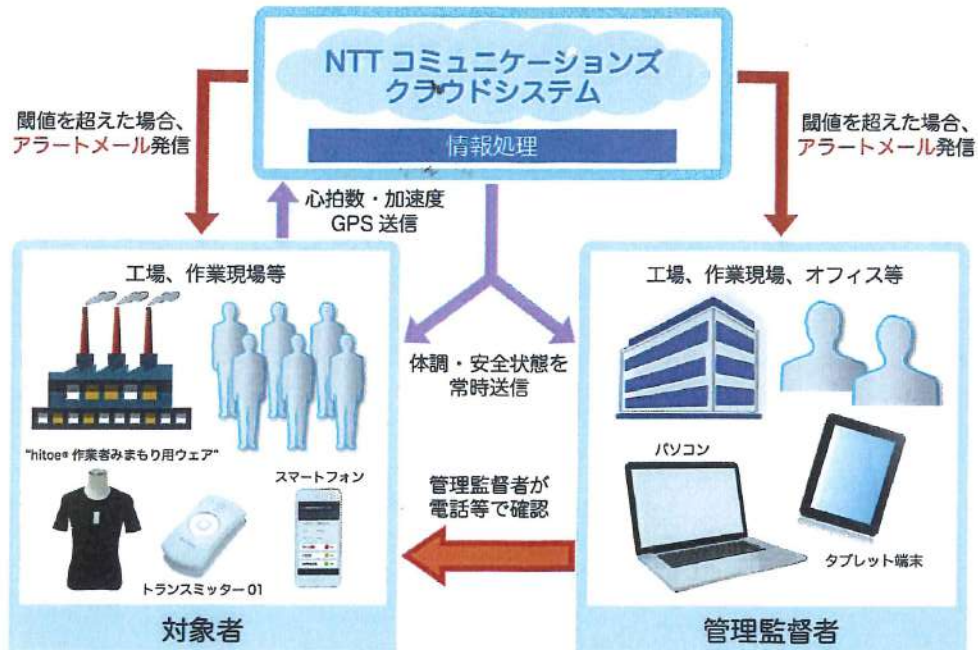 NTT コミュニケーションズ
クラウドシステム
情報処理
閾値を超えた場合、
アラートメール発信
閾値を超えた場合、
アラートメール発信
心拍数・加速度
GPS 送信
工場、作業現場等
"hitoe® 作業者みまもり用ウェア"
スマートフォン
トランスミッター 01
対象者
体調・安全状態を
常時送信
管理監督者が
電話等で確認
工場、作業現場、オフィス等
パソコン
タブレット端末
管理監督者